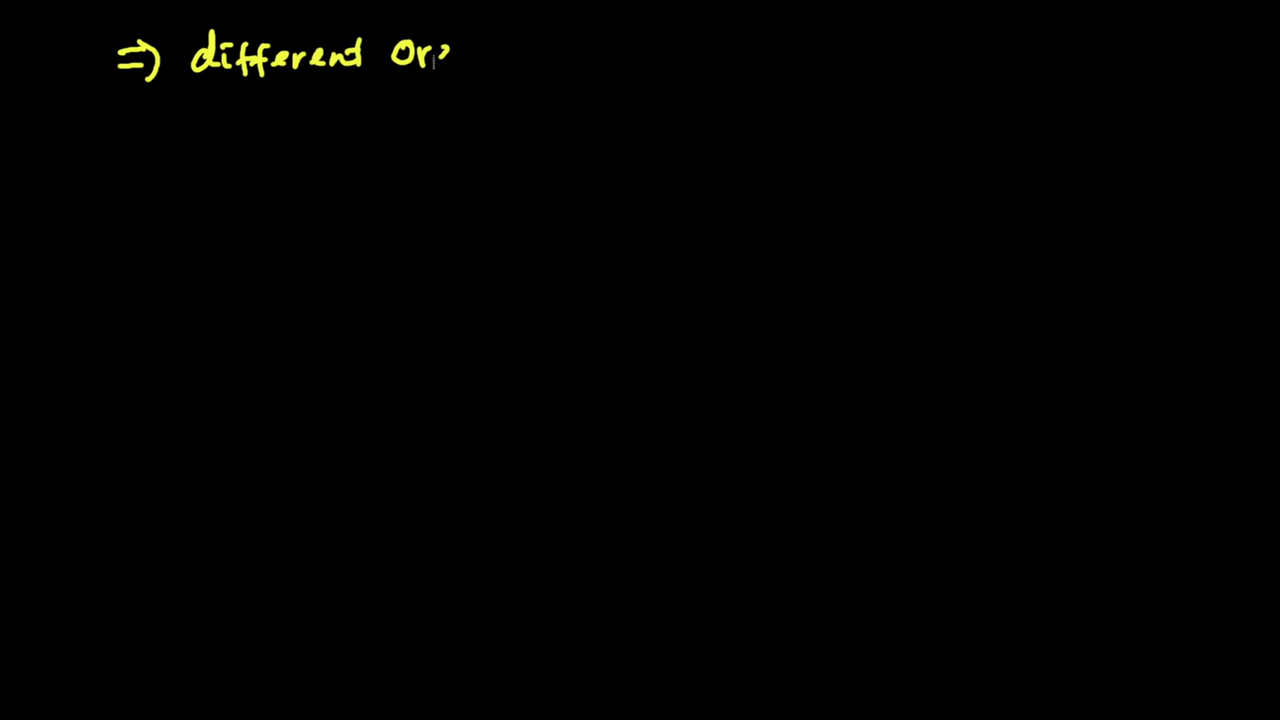 ⇒ different or